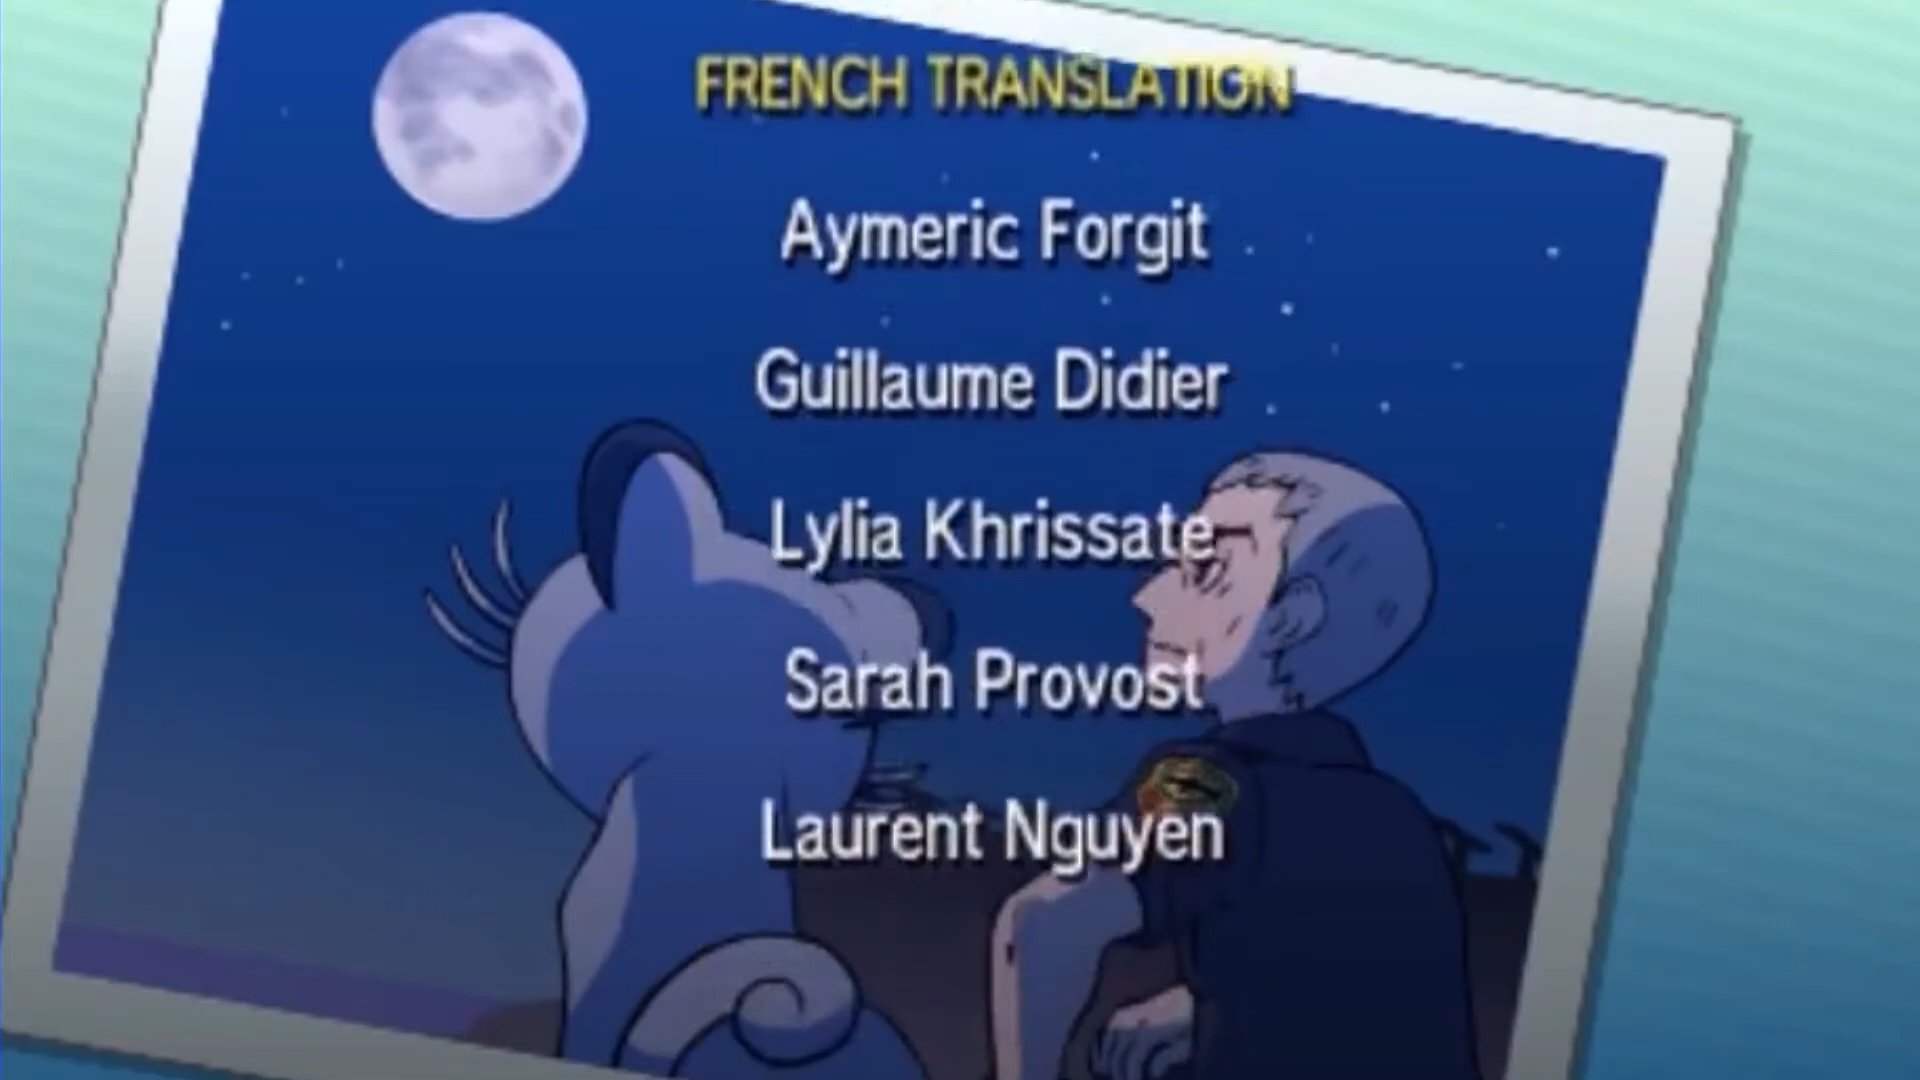 FRENCH TRANSLATION
Aymeric Forgit
Guillaume Didier
Lylia Khrissate
Sarah Provost
Laurent Nguyen